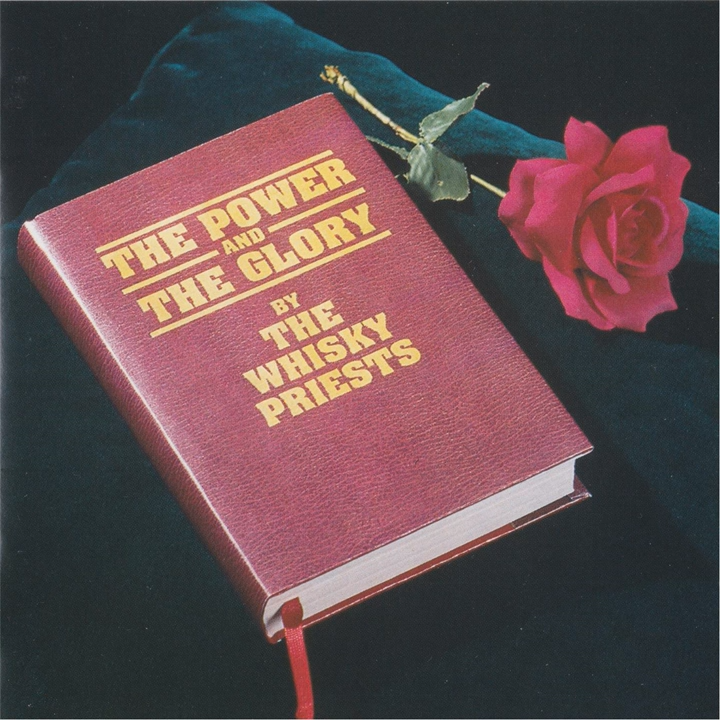 THE POWER
AND
THE GLORY
BY
THE
WHISKY
PRIESTS